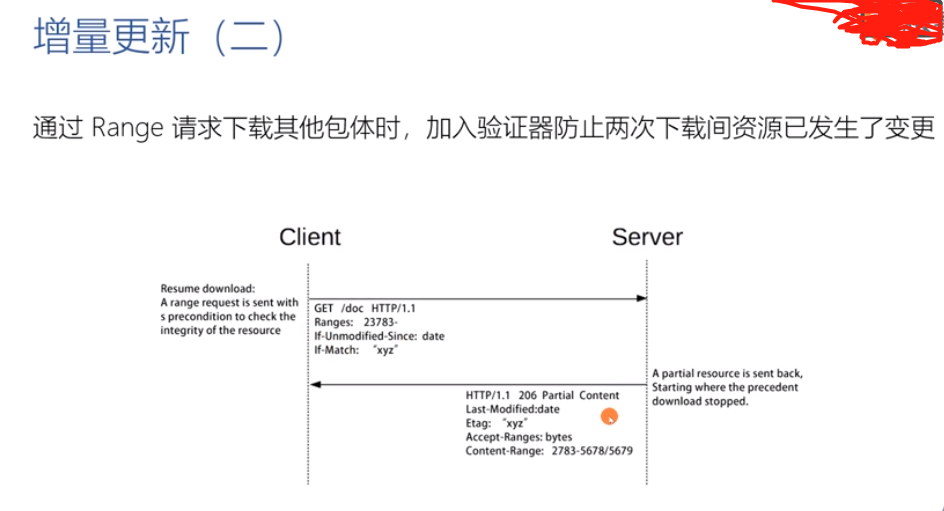 增量更新（二）
通过 Range 请求下载其他包体时，加入验证器防止两次下载间资源已发生了变更
Client
Server
Resume download:
A range request is sent with
s precondition to check the
integrity of the resource
GET /doc HTTP/1.1
Ranges: 23783-
If-Unmodified-Since: date
If-Match: “xyz”
A partial resource is sent back,
Starting where the precedent
download stopped.
HTTP/1.1 206 Partial Content
Last-Modified:date
Etag: “xyz”
Accept-Ranges: bytes
Content-Range: 2783-5678/5679